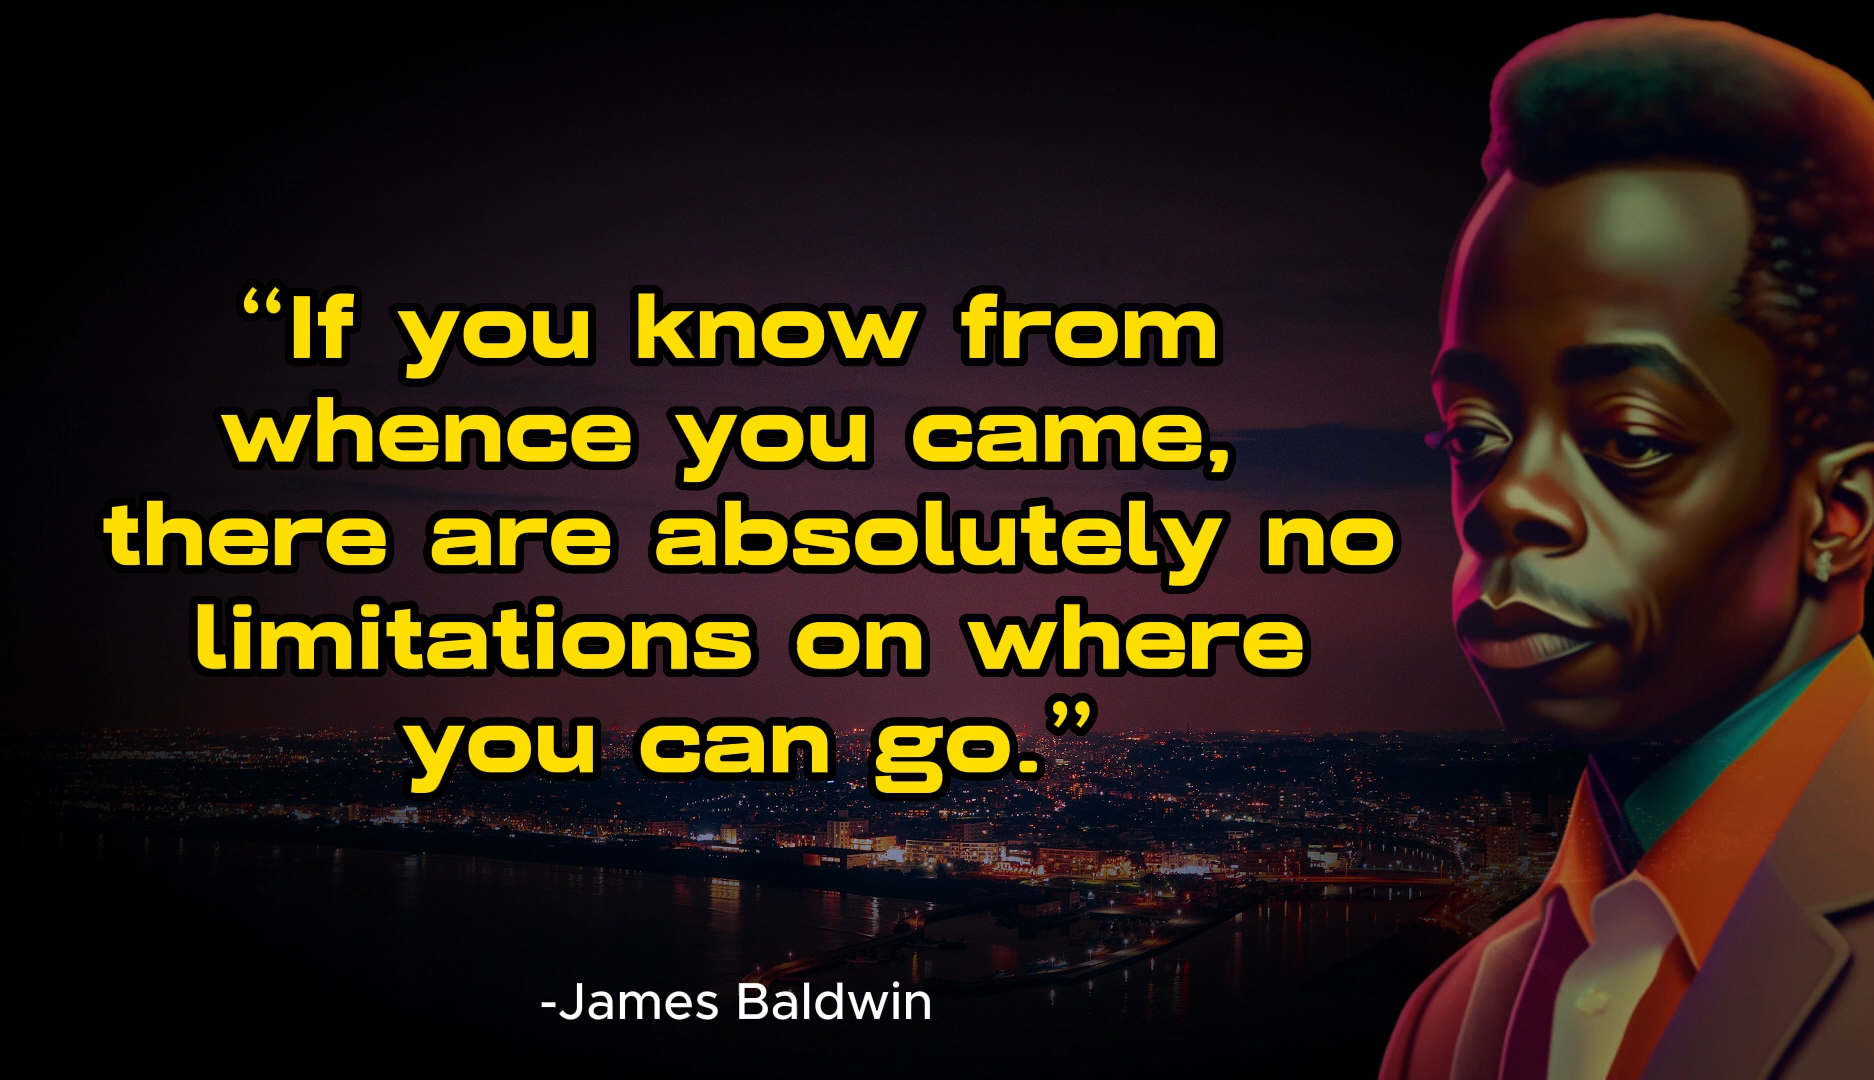 “If you know from
whence you came,
there are absolutely no
limitations on where
you can go.”
-James Baldwin